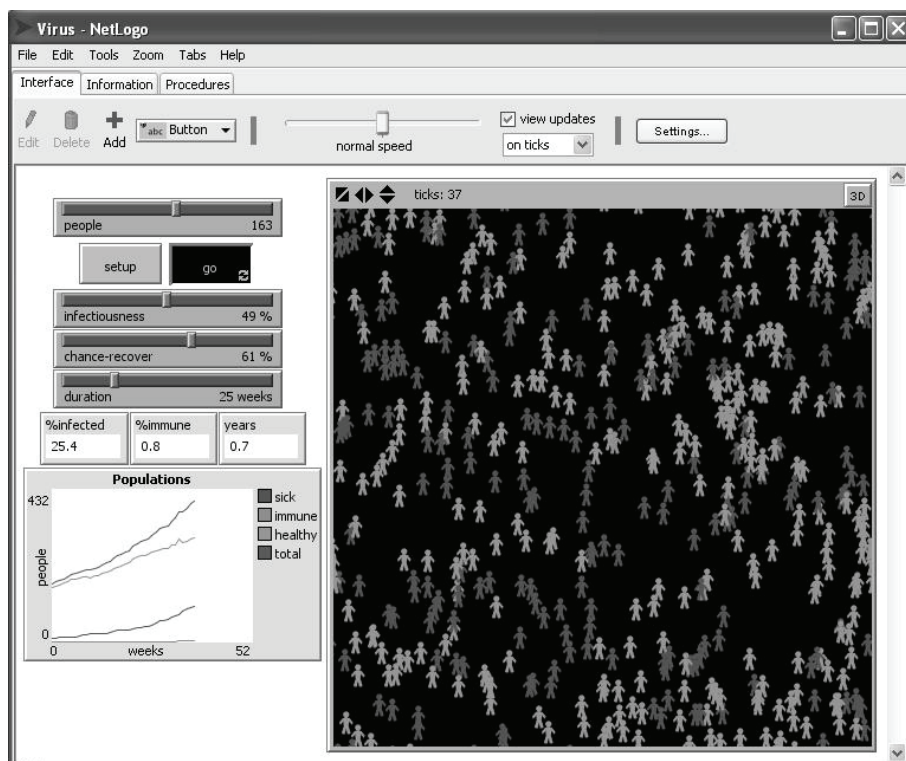 Virus - NetLogo
File Edit Tools Zoom Tabs Help
Interface Information Procedures
Edit Delete Add abc Button normal speed view updates on ticks Settings...
ticks: 37 3D
people 163
setup go
infectiousness 49 %
chance-recover 61 %
duration 25 weeks
%infected %immune years
25.4 0.8 0.7
Populations
432
sick
immune
healthy
total
people
0
0 weeks 52